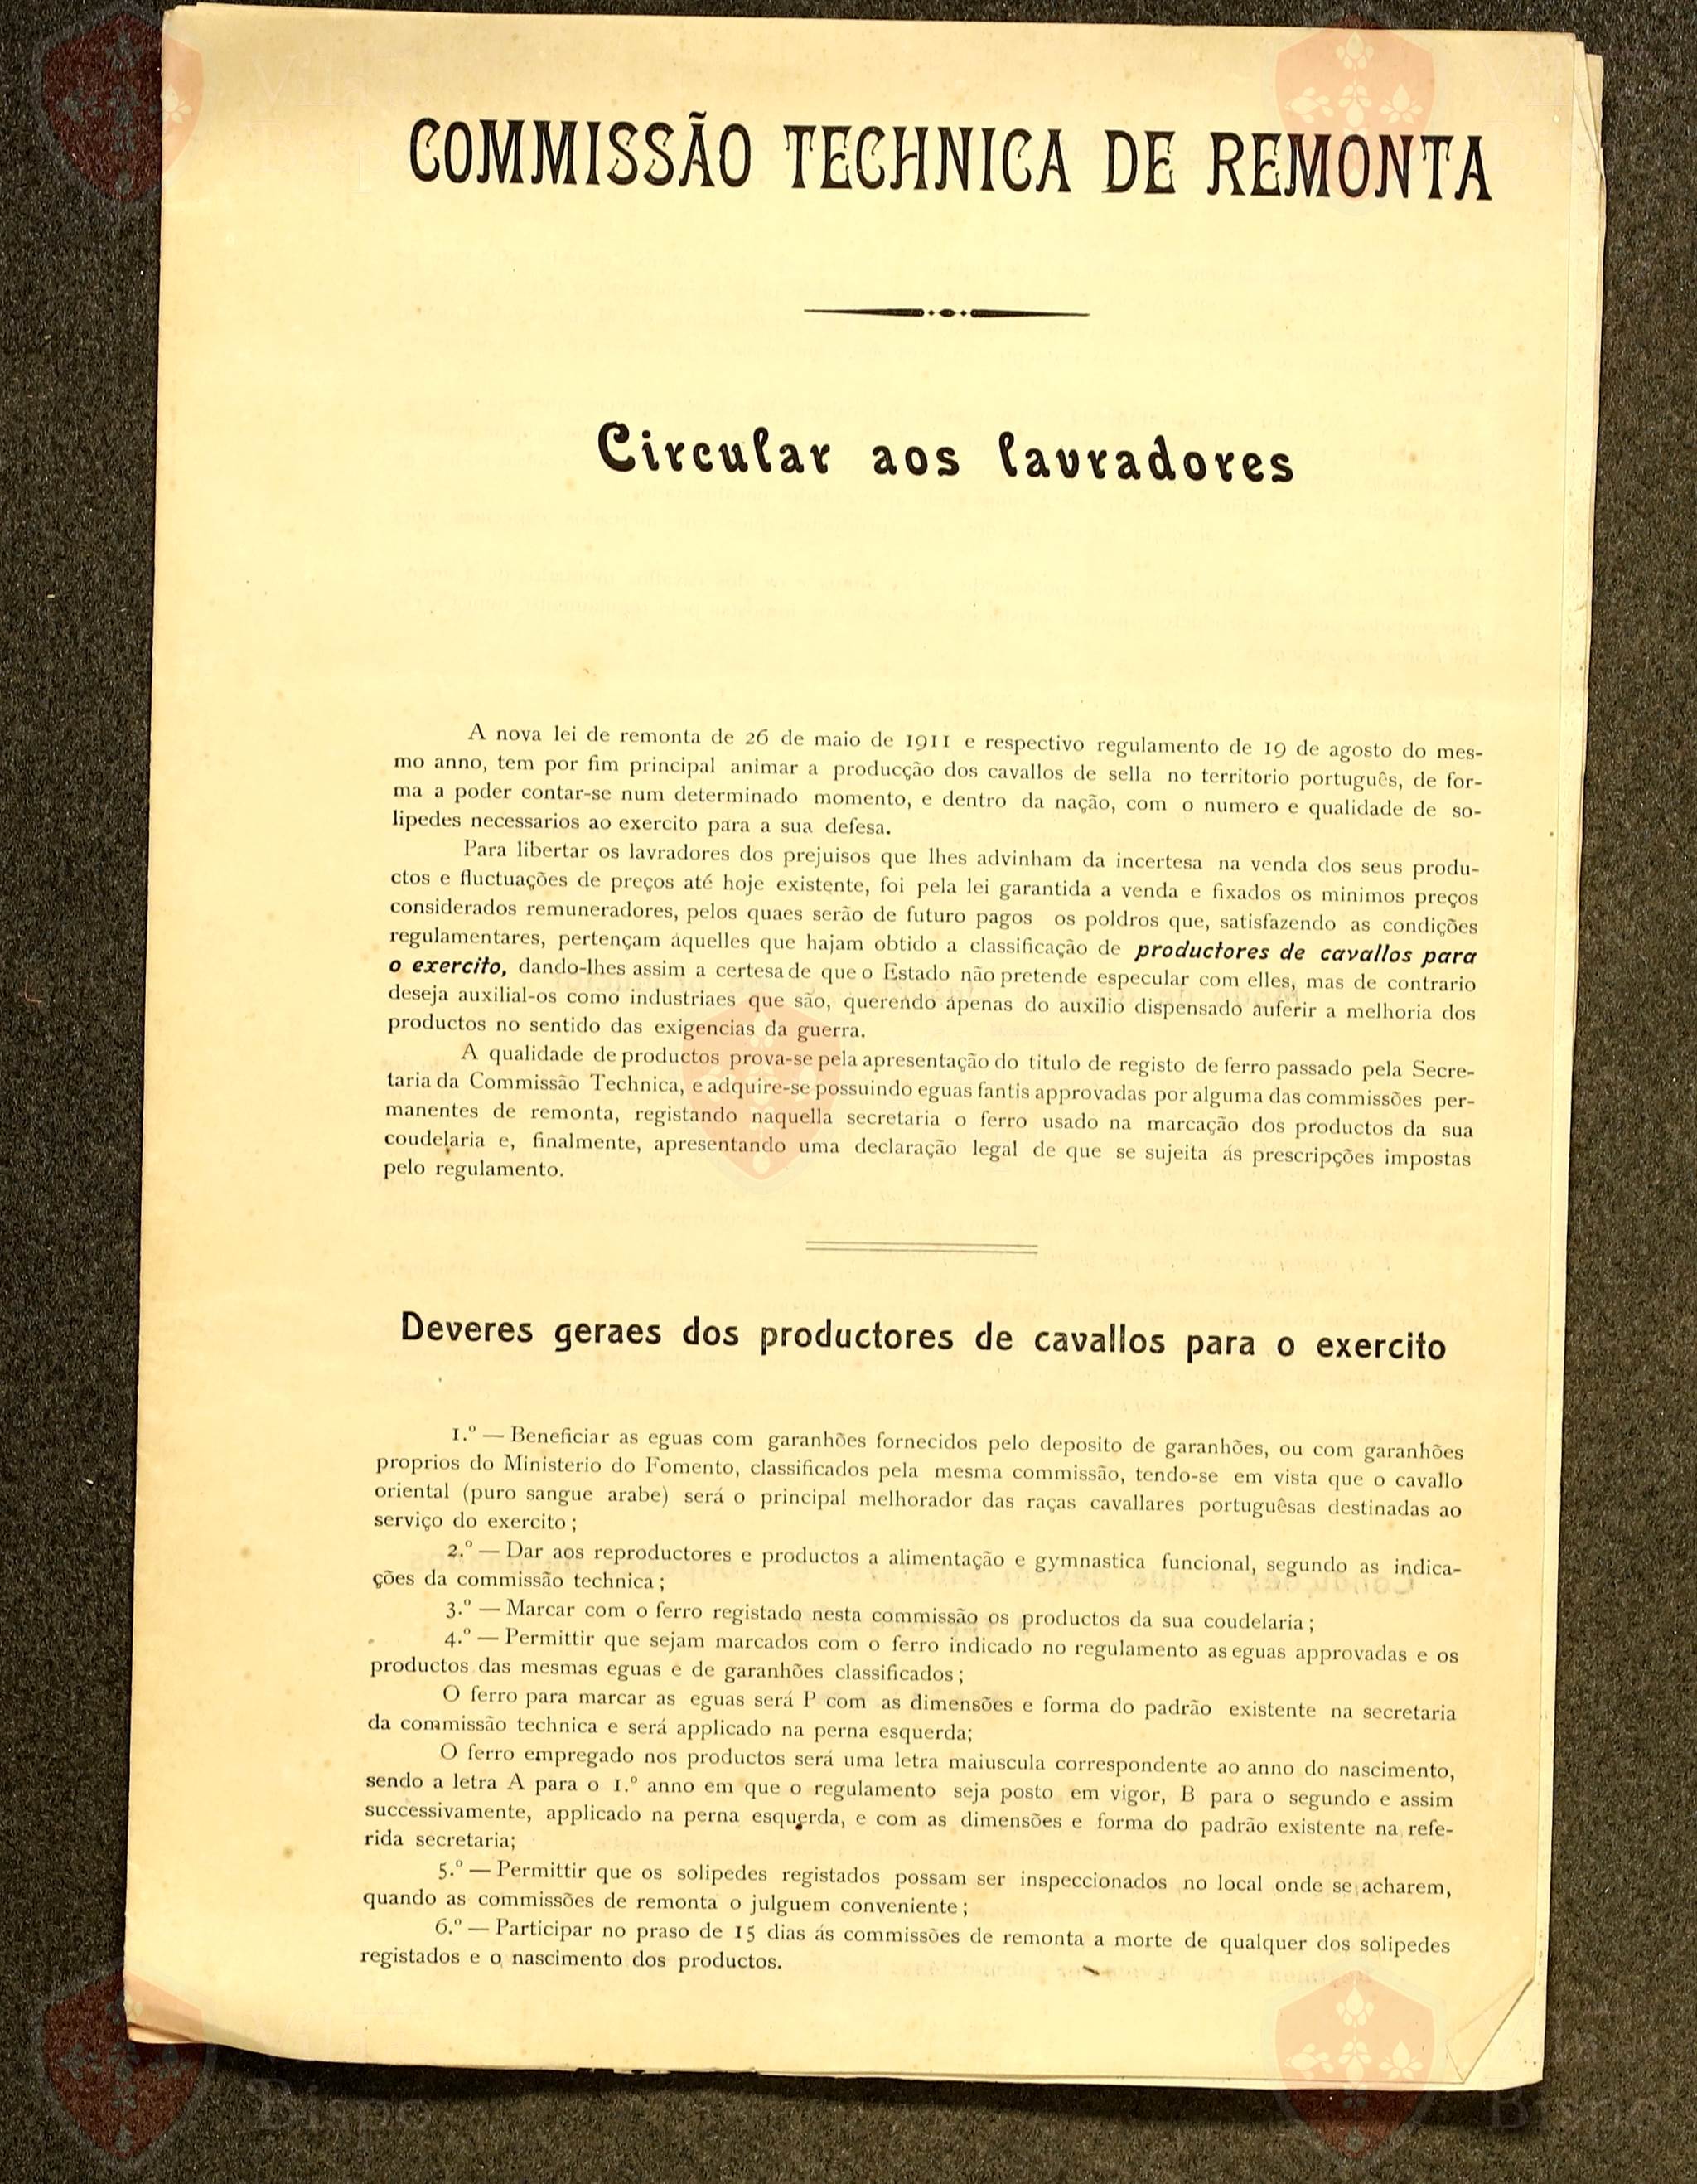 COMMISSÃO TECHNICA DE REMONTA
Circular aos lavradores
A nova lei de remonta de 26 de maio de 1911 e respectivo regulamento de 19 de agosto do mes-
mo anno, tem por fim principal animar a producção dos cavallos de sella no territorio português, de for-
ma a poder contar-se num determinado momento, e dentro da nação, com o numero e qualidade de so-
lipedes necessarios ao exercito para a sua defesa.
Para libertar os lavradores dos prejuisos que lhes advinham da incertesa na venda dos seus produ-
ctos e fluctuações de preços até hoje existente, foi pela lei garantida a venda e fixados os minimos preços
considerados remuneradores, pelos quaes serão de futuro pagos os poldros que, satisfazendo as condições
regulamentares, pertençam áquelles que hajam obtido a classificação de productores de cavallos para
o exercito, dando-lhes assim a certesa de que o Estado não pretende especular com elles, mas de contrario
deseja auxilial-os como industriaes que são, querendo apenas do auxilio dispensado auferir a melhoria dos
productos no sentido das exigencias da guerra.
A qualidade de productos prova-se pela apresentação do titulo de registo de ferro passado pela Secre-
taria da Commissão Technica, e adquire-se possuindo eguas fantis approvadas por alguma das commissões per-
manentes de remonta, registando naquella secretaria o ferro usado na marcação dos productos da sua
coudelaria e, finalmente, apresentando uma declaração legal de que se sujeita ás prescripções impostas
pelo regulamento.
Deveres geraes dos productores de cavallos para o exercito
1.º — Beneficiar as eguas com garanhões fornecidos pelo deposito de garanhões, ou com garanhões
proprios do Ministerio do Fomento, classificados pela mesma commissão, tendo-se em vista que o cavallo
oriental (puro sangue arabe) será o principal melhorador das raças cavallares portuguêsas destinadas ao
serviço do exercito;
2.º — Dar aos reproductores e productos a alimentação e gymnastica funcional, segundo as indica-
ções da commissão technica;
3.º — Marcar com o ferro registado nesta commissão os productos da sua coudelaria;
4.º — Permittir que sejam marcados com o ferro indicado no regulamento as eguas approvadas e os
productos das mesmas eguas e de garanhões classificados;
O ferro para marcar as eguas será P com as dimensões e forma do padrão existente na secretaria
da commissão technica e será applicado na perna esquerda;
O ferro empregado nos productos será uma letra maiuscula correspondente ao anno do nascimento,
sendo a letra A para o 1.º anno em que o regulamento seja posto em vigor, B para o segundo e assim
successivamente, applicado na perna esquerda, e com as dimensões e forma do padrão existente na refe-
rida secretaria;
5.º — Permittir que os solipedes registados possam ser inspeccionados no local onde se acharem,
quando as commissões de remonta o julguem conveniente;
6.º — Participar no praso de 15 dias ás commissões de remonta a morte de qualquer dos solipedes
registados e o nascimento dos productos.
Bispo